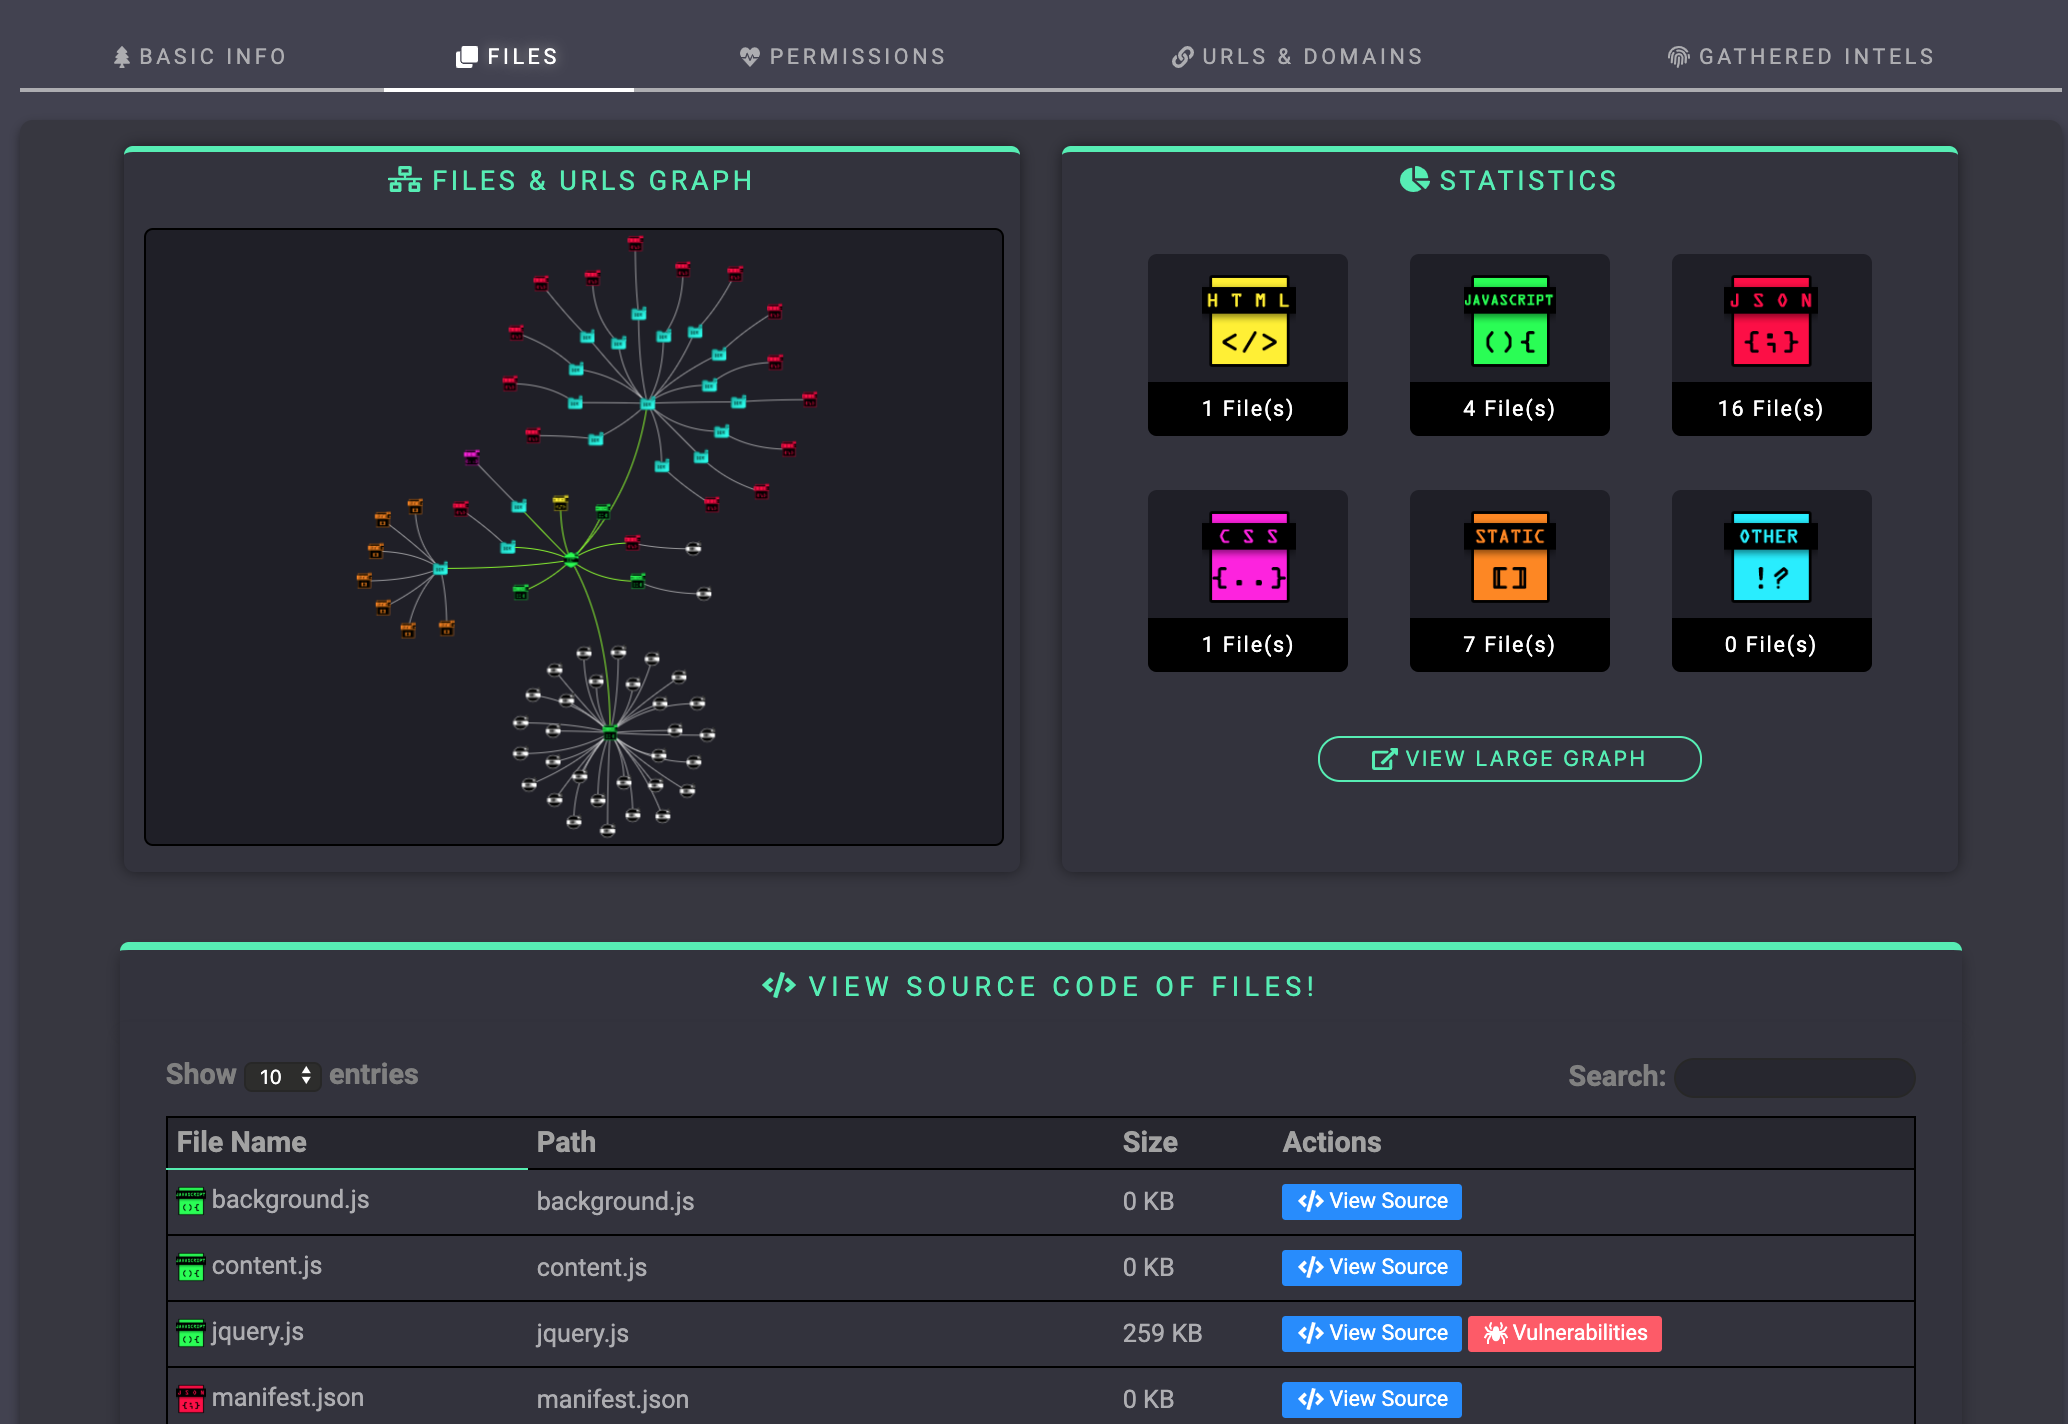 BASIC INFO FILES PERMISSIONS URLS & DOMAINS GATHERED INTELS
FILES & URLS GRAPH
STATISTICS
HTML JAVASCRIPT JSON
</> (){ {;}
1 File(s) 4 File(s) 16 File(s)
CSS STATIC OTHER
{..} [] !?
1 File(s) 7 File(s) 0 File(s)
VIEW LARGE GRAPH
</> VIEW SOURCE CODE OF FILES!
Show 10 entries Search:
File Name Path Size Actions
background.js background.js 0 KB </> View Source
content.js content.js 0 KB </> View Source
jquery.js jquery.js 259 KB </> View Source Vulnerabilities
manifest.json manifest.json 0 KB </> View Source